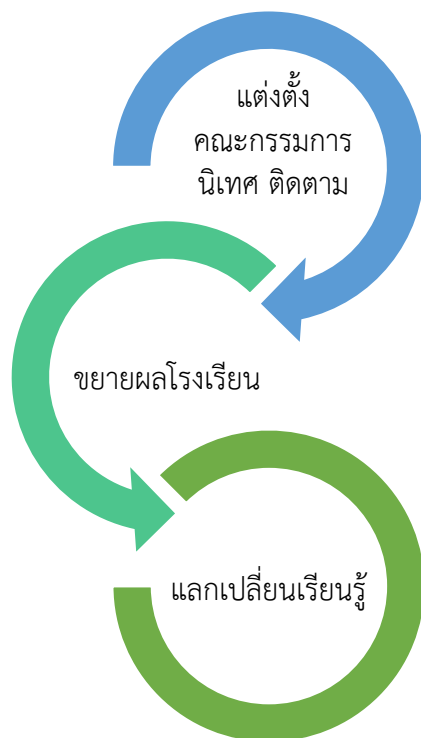 แต่งตั้ง
คณะกรรมการ
นิเทศ ติดตาม
ขยายผลโรงเรียน
แลกเปลี่ยนเรียนรู้